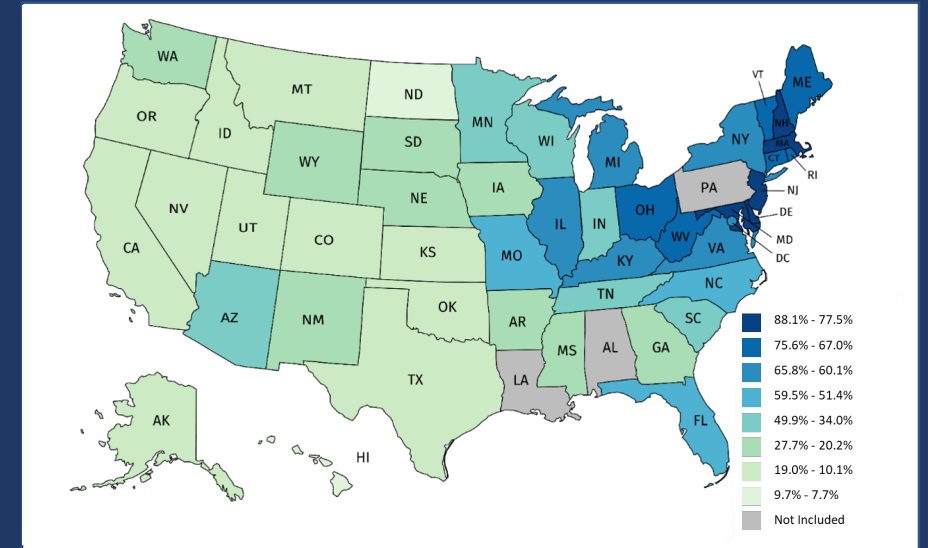 WA
MT
ND
MN
VT
ME
OR
ID
SD
WI
NY
NH
MA
CT
RI
WY
MI
IA
PA
NJ
NE
NV
UT
CO
IL
IN
OH
DE
CA
KS
MO
WV
VA
MD
KY
DC
AZ
NM
OK
TN
NC
AR
SC
MS
AL
GA
TX
LA
AK
FL
HI
88.1% - 77.5%
75.6% - 67.0%
65.8% - 60.1%
59.5% - 51.4%
49.9% - 34.0%
27.7% - 20.2%
19.0% - 10.1%
9.7% - 7.7%
Not Included